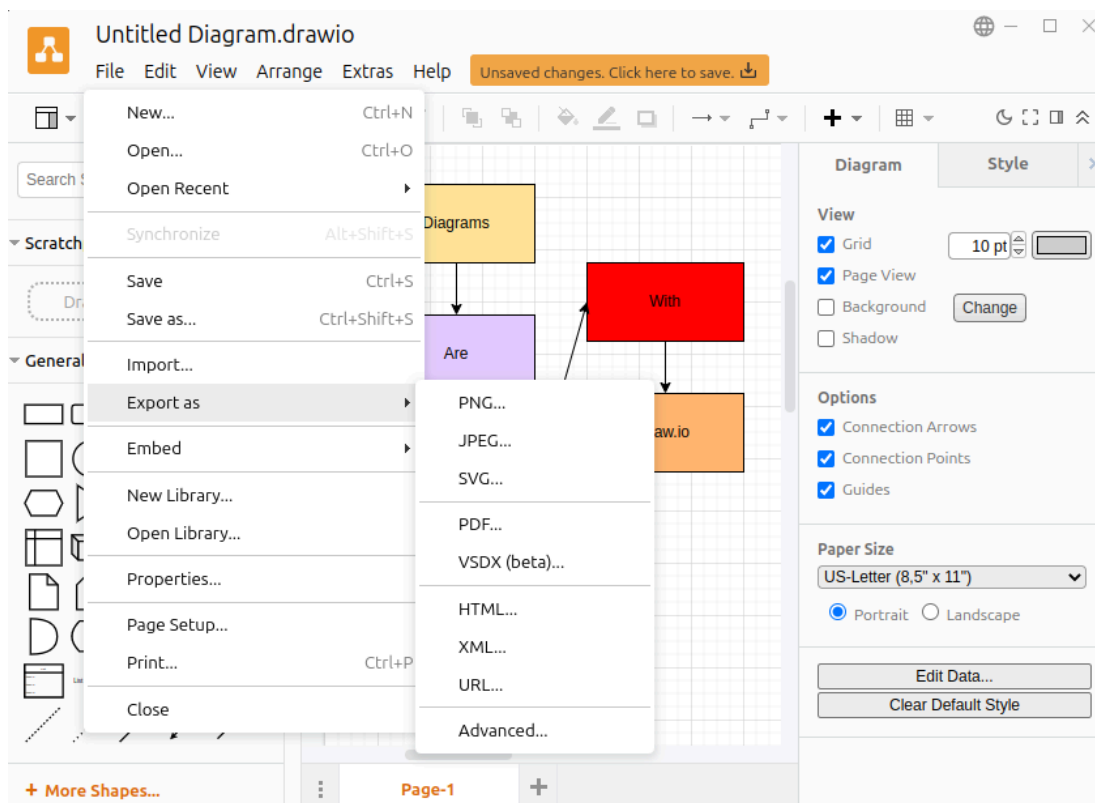 Untitled Diagram.drawio
File Edit View Arrange Extras Help Unsaved changes. Click here to save.
New... Ctrl+N
Open... Ctrl+O
Open Recent
Synchronize Alt+Shift+S
Save Ctrl+S
Save as... Ctrl+Shift+S
Import...
Export as
Embed
New Library...
Open Library...
Properties...
Page Setup...
Print... Ctrl+P
Close
PNG...
JPEG...
SVG...
PDF...
VSDX (beta)...
HTML...
XML...
URL...
Advanced...
Search
Scratch
General
+ More Shapes...
Diagrams
Are
With
aw.io
Page-1
Diagram Style
View
Grid 10 pt
Page View
Background Change
Shadow
Options
Connection Arrows
Connection Points
Guides
Paper Size
US-Letter (8,5" x 11")
Portrait Landscape
Edit Data...
Clear Default Style